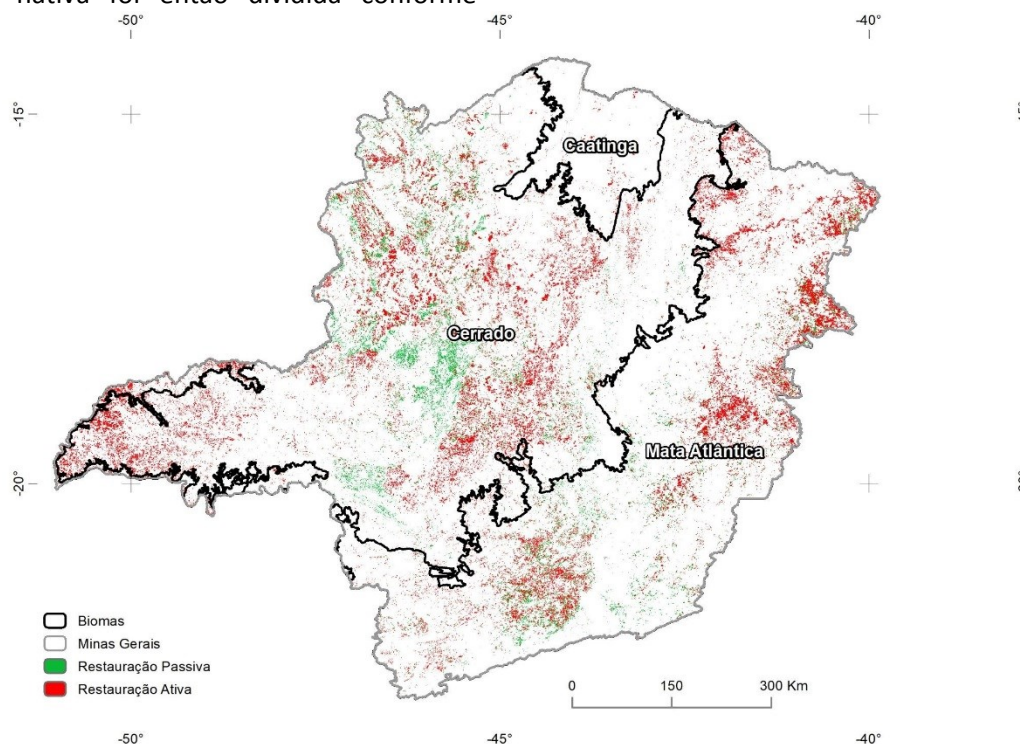 nativa foi então dividida conforme
-50° -45° -40°
-15°
Caatinga
Cerrado
Mata Atlântica
-20°
Biomas
Minas Gerais
Restauração Passiva
Restauração Ativa
0 150 300 Km
-50° -45° -40°